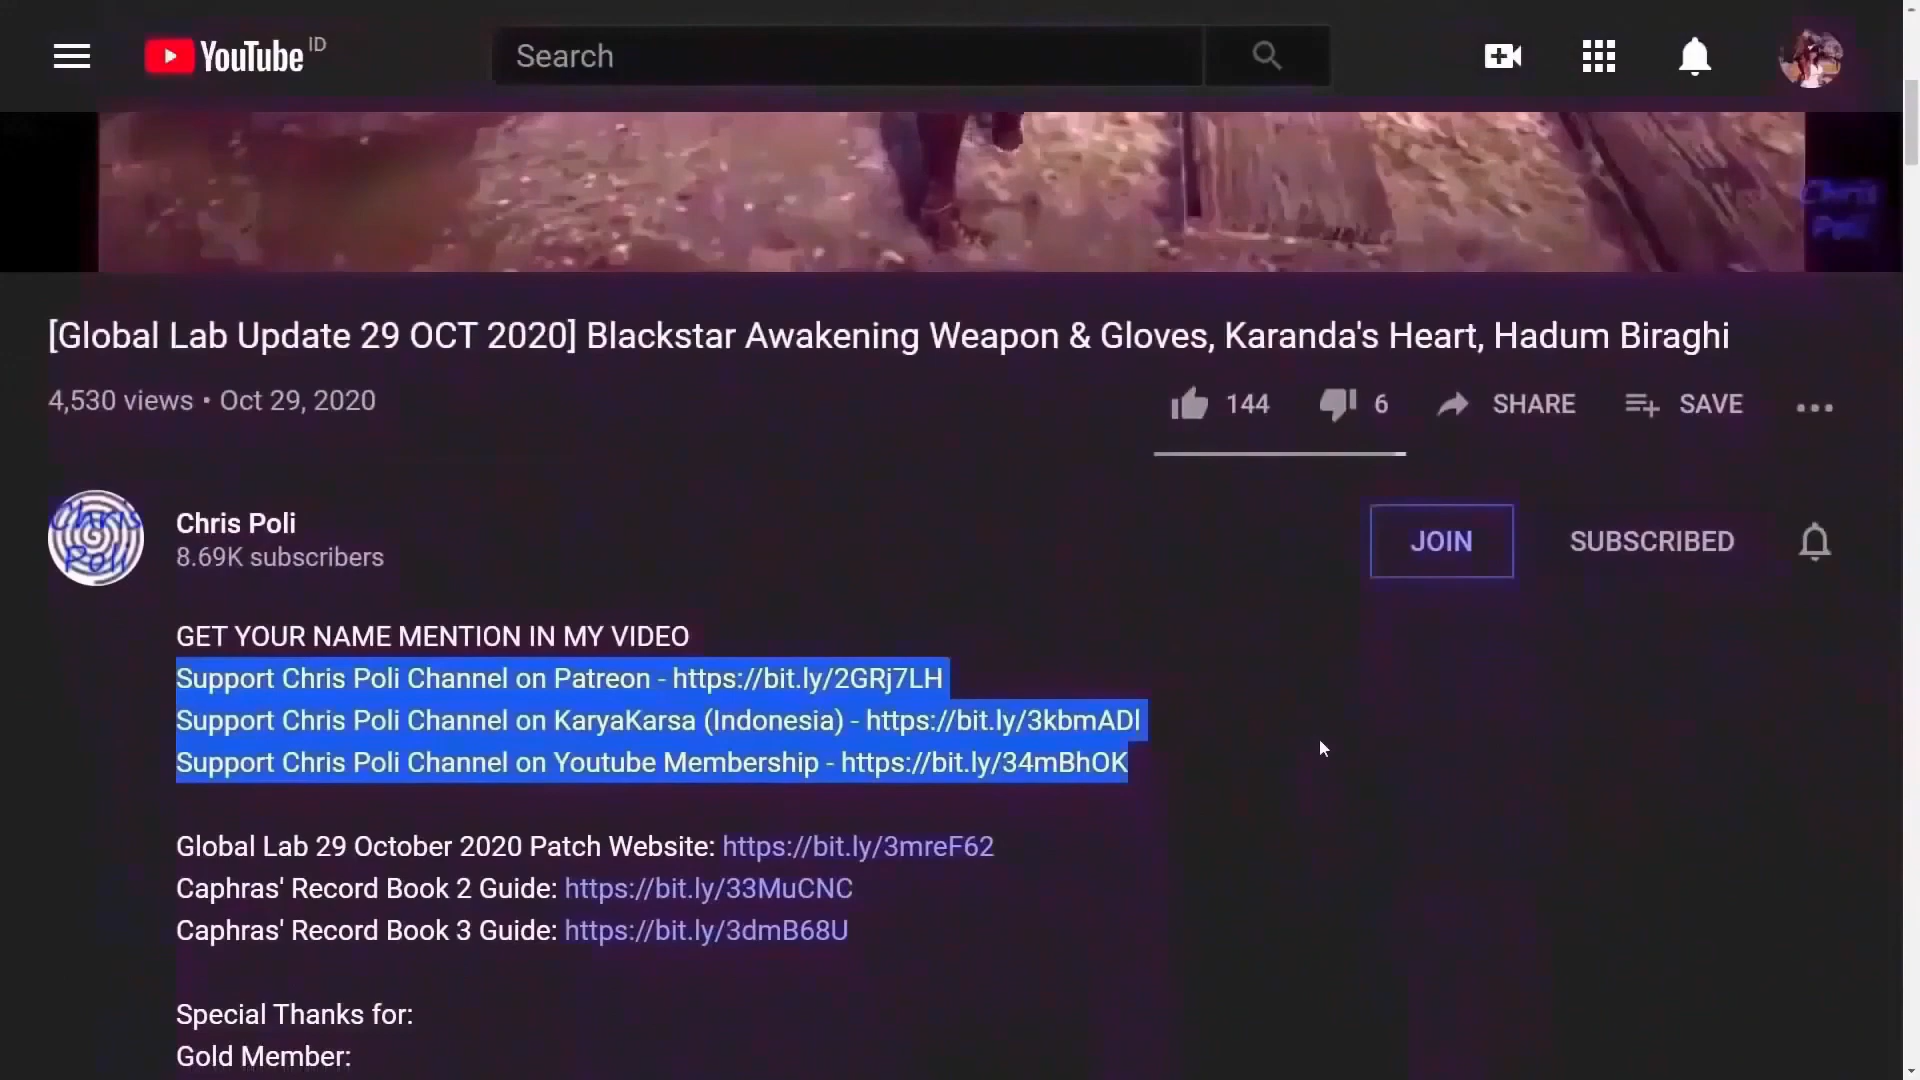 YouTube ID
Search
Chris
Poli
[Global Lab Update 29 OCT 2020] Blackstar Awakening Weapon & Gloves, Karanda's Heart, Hadum Biraghi
4,530 views • Oct 29, 2020
144
6
SHARE
SAVE
Chris
Poli
Chris Poli
8.69K subscribers
JOIN
SUBSCRIBED
GET YOUR NAME MENTION IN MY VIDEO
Support Chris Poli Channel on Patreon - https://bit.ly/2GRj7LH
Support Chris Poli Channel on KaryaKarsa (Indonesia) - https://bit.ly/3kbmADl
Support Chris Poli Channel on Youtube Membership - https://bit.ly/34mBhOK
Global Lab 29 October 2020 Patch Website: https://bit.ly/3mreF62
Caphras' Record Book 2 Guide: https://bit.ly/33MuCNC
Caphras' Record Book 3 Guide: https://bit.ly/3dmB68U
Special Thanks for:
Gold Member: